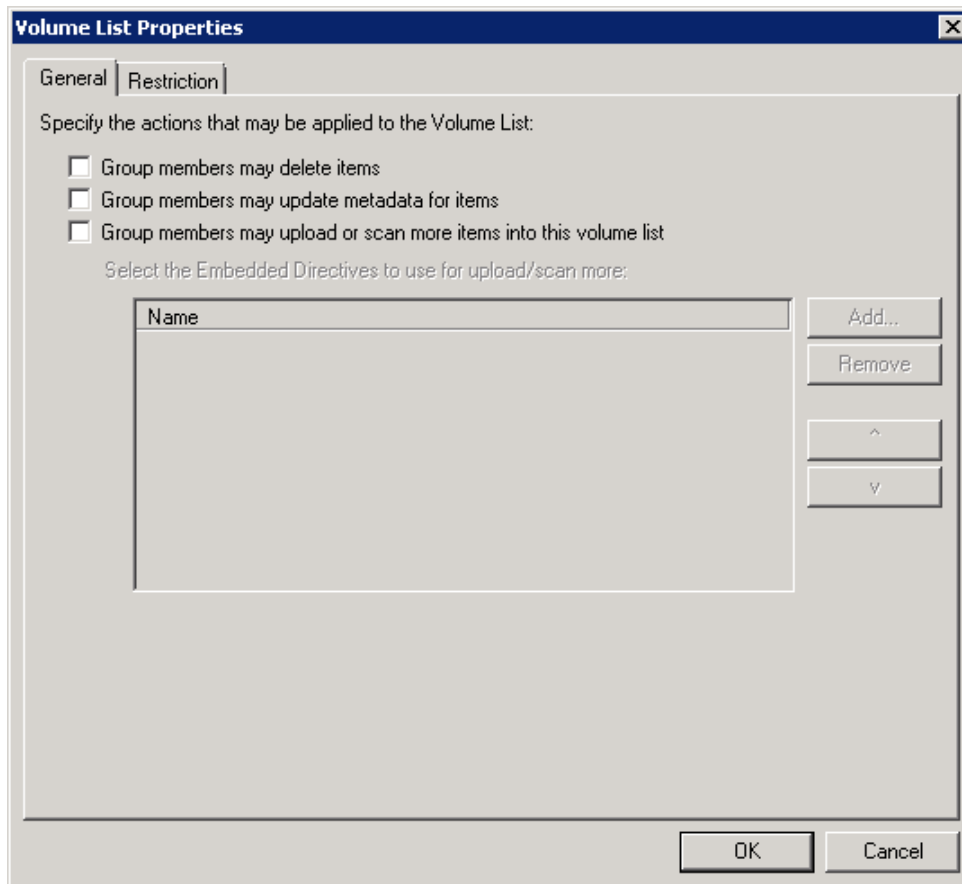 Volume List Properties
General
Restriction
Specify the actions that may be applied to the Volume List:
Group members may delete items
Group members may update metadata for items
Group members may upload or scan more items into this volume list
Select the Embedded Directives to use for upload/scan more:
Name
Add...
Remove
^
v
OK
Cancel